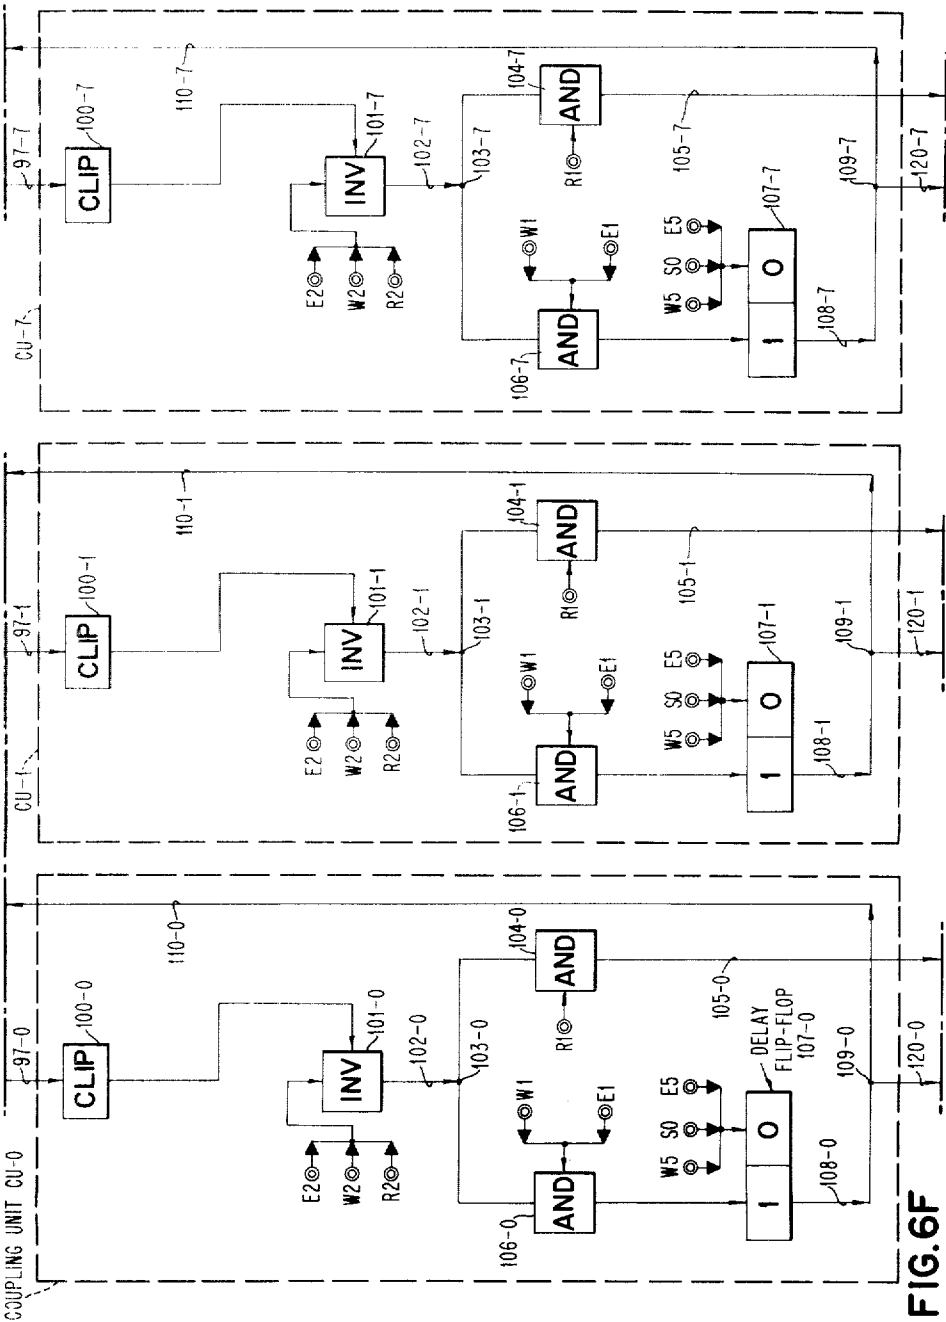 COUPLING UNIT CU-0
97-0
CLIP
100-0
110-0
INV
101-0
E2
W2
R2
102-0
103-0
AND
104-0
R1
AND
106-0
W1
E1
105-0
W5
S0
E5
DELAY
FLIP-FLOP
107-0
1
0
108-0
109-0
120-0
CU-1
97-1
CLIP
100-1
110-1
INV
101-1
E2
W2
R2
102-1
103-1
AND
104-1
R1
AND
106-1
W1
E1
105-1
W5
S0
E5
107-1
1
0
108-1
109-1
120-1
CU-7
97-7
CLIP
100-7
110-7
INV
101-7
E2
W2
R2
102-7
103-7
AND
104-7
R1
AND
106-7
W1
E1
105-7
W5
S0
E5
107-7
1
0
108-7
109-7
120-7
FIG.6F